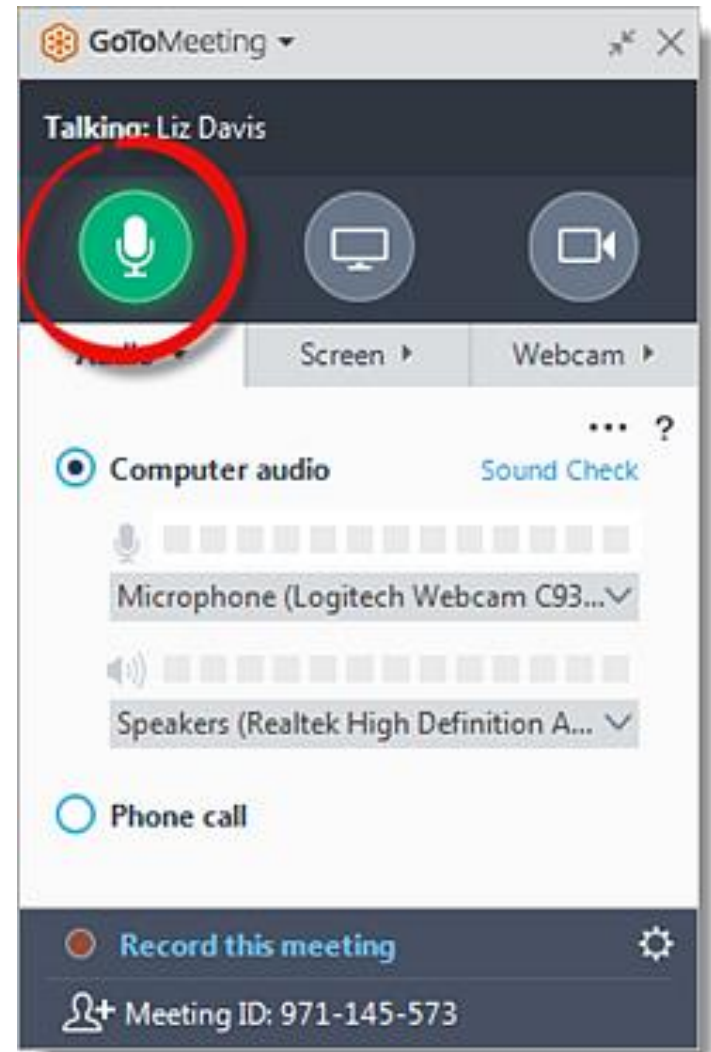 GoToMeeting
Talking: Liz Davis
Audio Screen Webcam
... ?
Computer audio Sound Check
Microphone (Logitech Webcam C93...
Speakers (Realtek High Definition A...
Phone call
Record this meeting
Meeting ID: 971-145-573